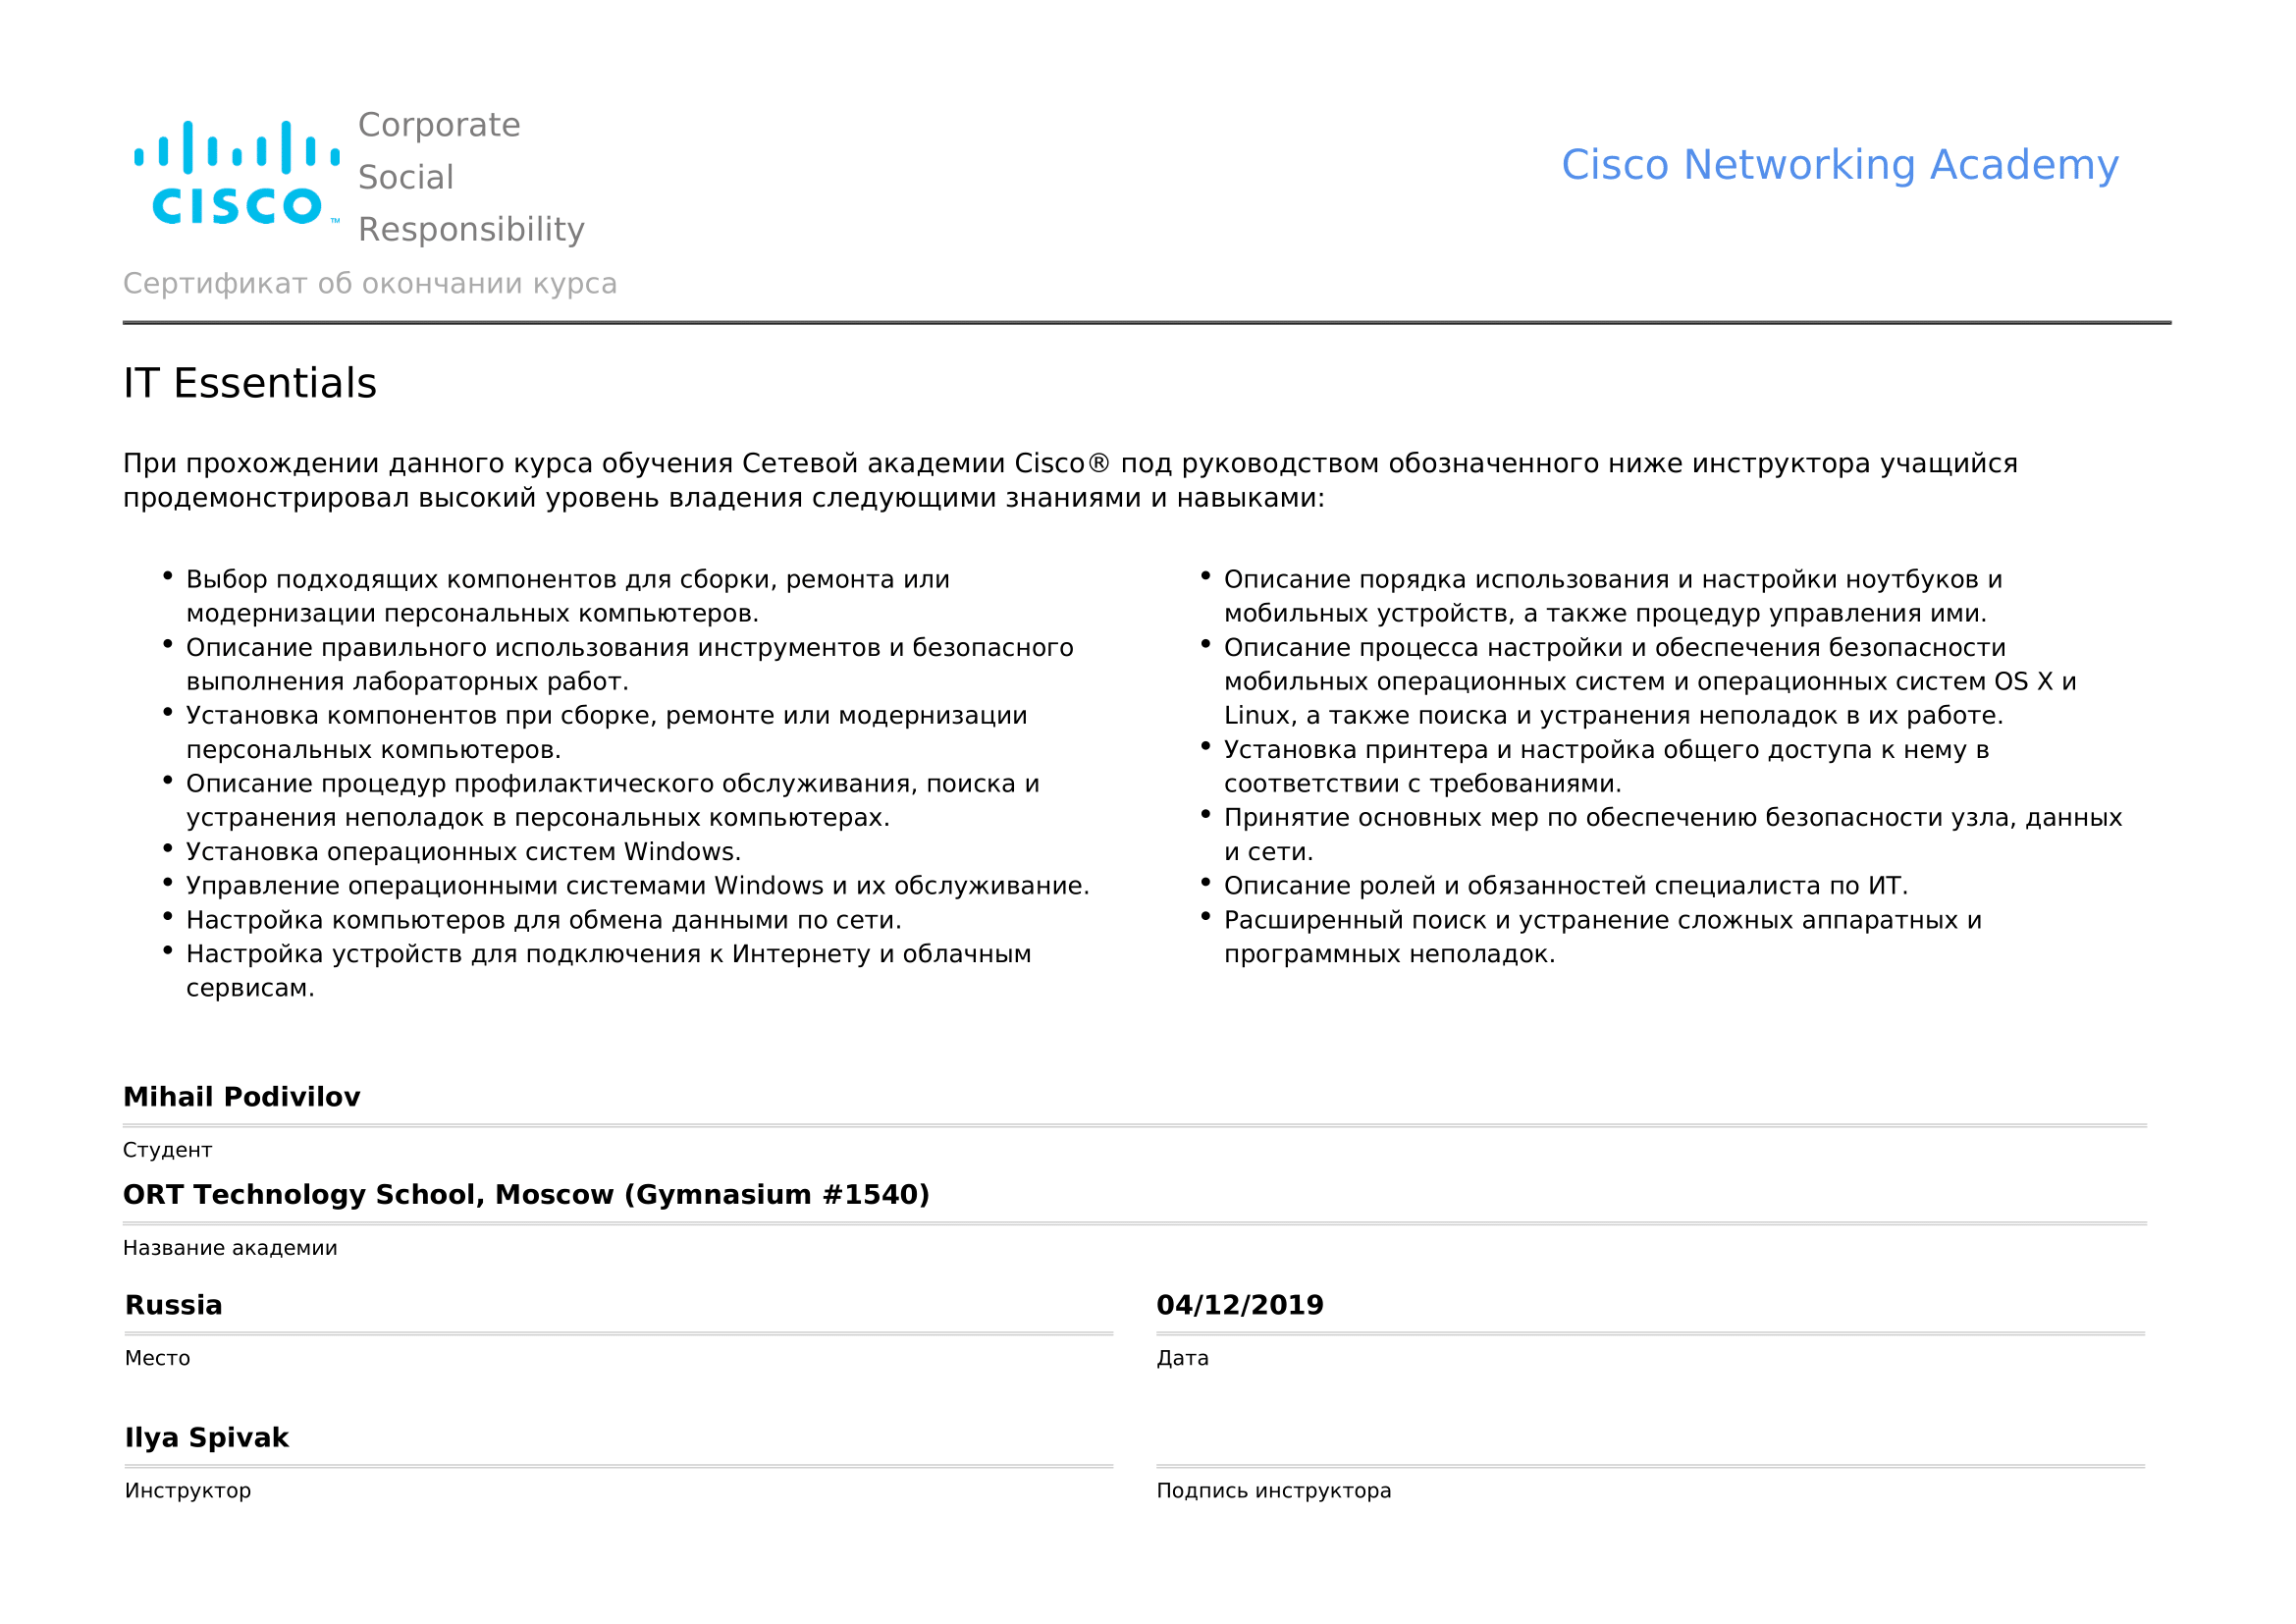 Corporate
Social
Responsibility
CISCO
™
Cisco Networking Academy
Сертификат об окончании курса
IT Essentials
При прохождении данного курса обучения Сетевой академии Cisco® под руководством обозначенного ниже инструктора учащийся
продемонстрировал высокий уровень владения следующими знаниями и навыками:
• Выбор подходящих компонентов для сборки, ремонта или
модернизации персональных компьютеров.
• Описание правильного использования инструментов и безопасного
выполнения лабораторных работ.
• Установка компонентов при сборке, ремонте или модернизации
персональных компьютеров.
• Описание процедур профилактического обслуживания, поиска и
устранения неполадок в персональных компьютерах.
• Установка операционных систем Windows.
• Управление операционными системами Windows и их обслуживание.
• Настройка компьютеров для обмена данными по сети.
• Настройка устройств для подключения к Интернету и облачным
сервисам.
• Описание порядка использования и настройки ноутбуков и
мобильных устройств, а также процедур управления ими.
• Описание процесса настройки и обеспечения безопасности
мобильных операционных систем и операционных систем OS X и
Linux, а также поиска и устранения неполадок в их работе.
• Установка принтера и настройка общего доступа к нему в
соответствии с требованиями.
• Принятие основных мер по обеспечению безопасности узла, данных
и сети.
• Описание ролей и обязанностей специалиста по ИТ.
• Расширенный поиск и устранение сложных аппаратных и
программных неполадок.
Mihail Podivilov
Студент
ORT Technology School, Moscow (Gymnasium #1540)
Название академии
Russia
Место
04/12/2019
Дата
Ilya Spivak
Инструктор
Подпись инструктора